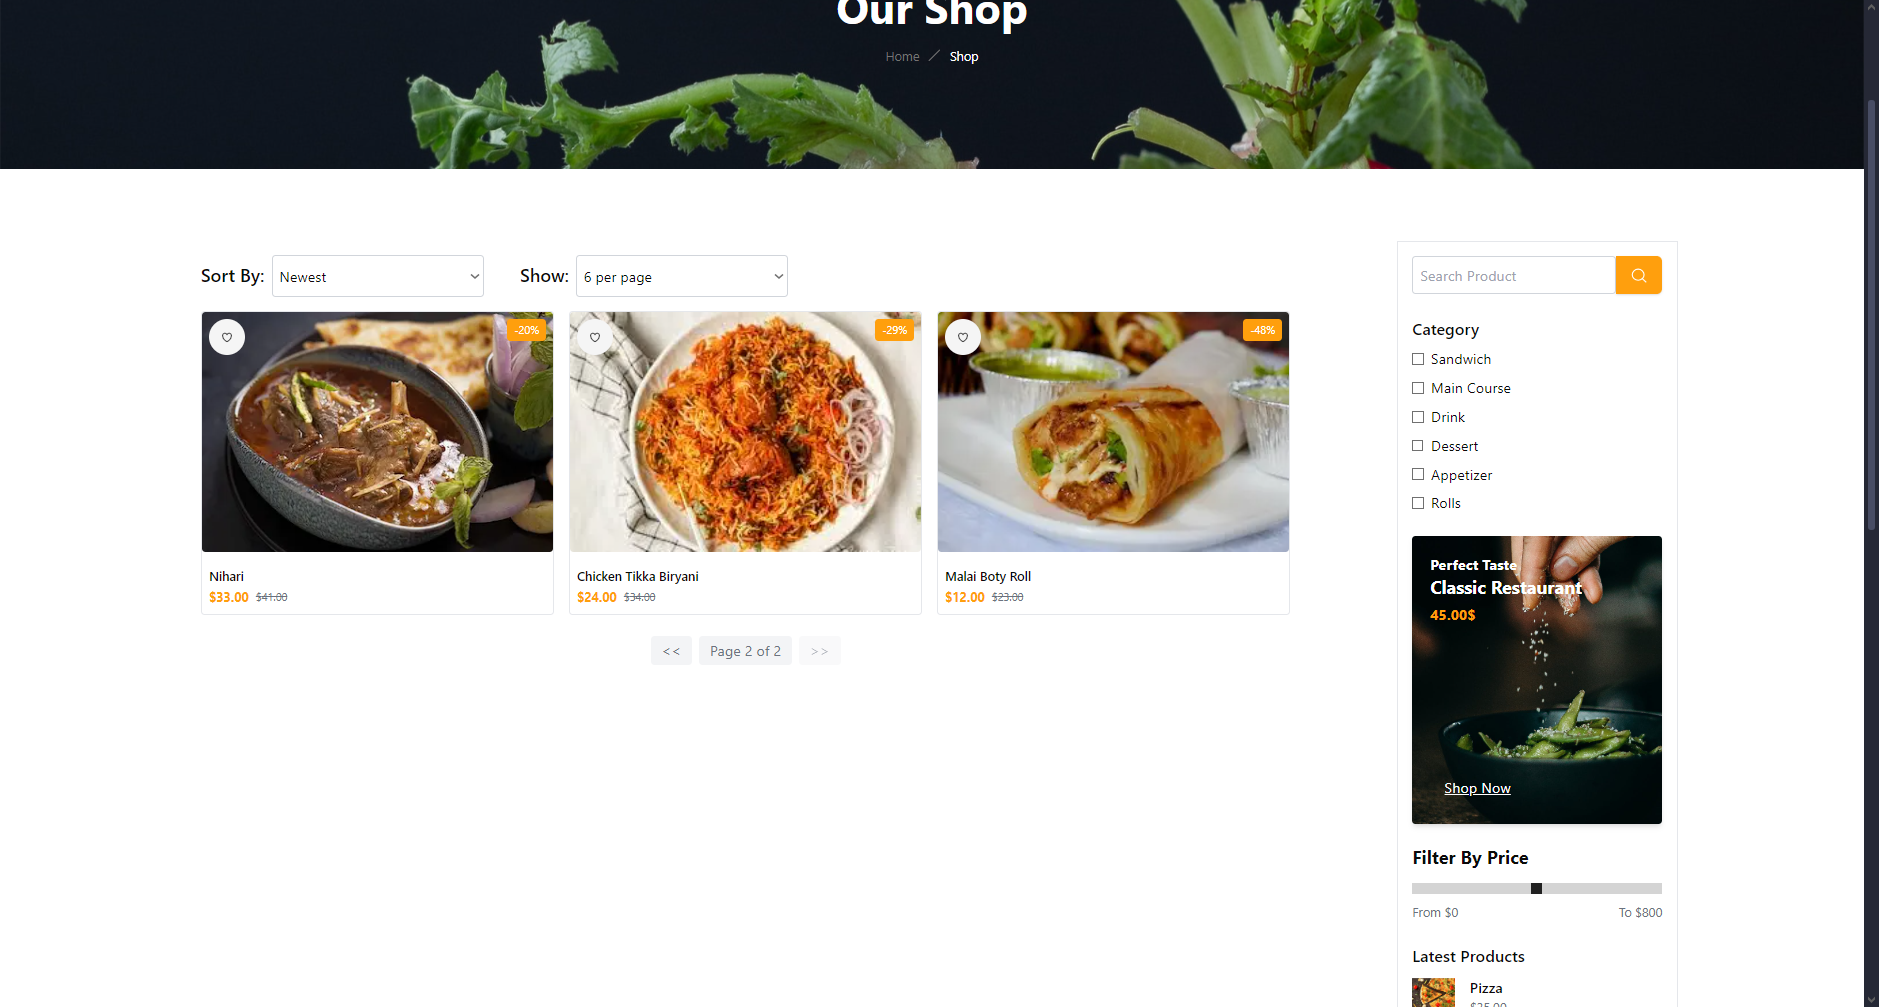 Our Shop
Home / Shop
Sort By: Newest Show: 6 per page
-20%
-29%
-48%
Nihari
$33.00 $41.00
Chicken Tikka Biryani
$24.00 $34.00
Malai Boty Roll
$12.00 $23.00
<< Page 2 of 2 >>
Search Product
Category
Sandwich
Main Course
Drink
Dessert
Appetizer
Rolls
Perfect Taste
Classic Restaurant
45.00$
Shop Now
Filter By Price
From $0 To $800
Latest Products
Pizza